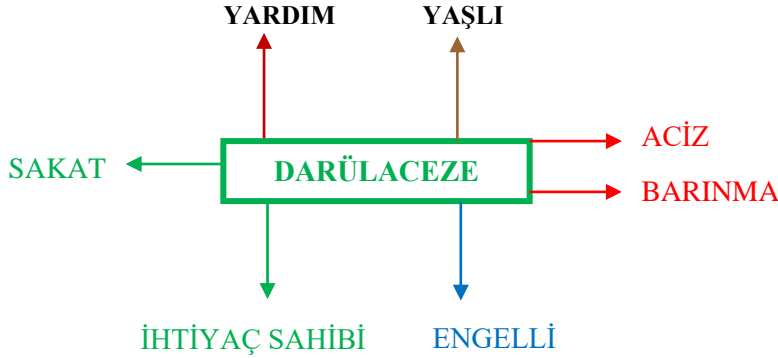 YARDIM
YAŞLI
ACİZ
SAKAT
DARÜLACEZE
BARINMA
İHTİYAÇ SAHİBİ
ENGELLİ